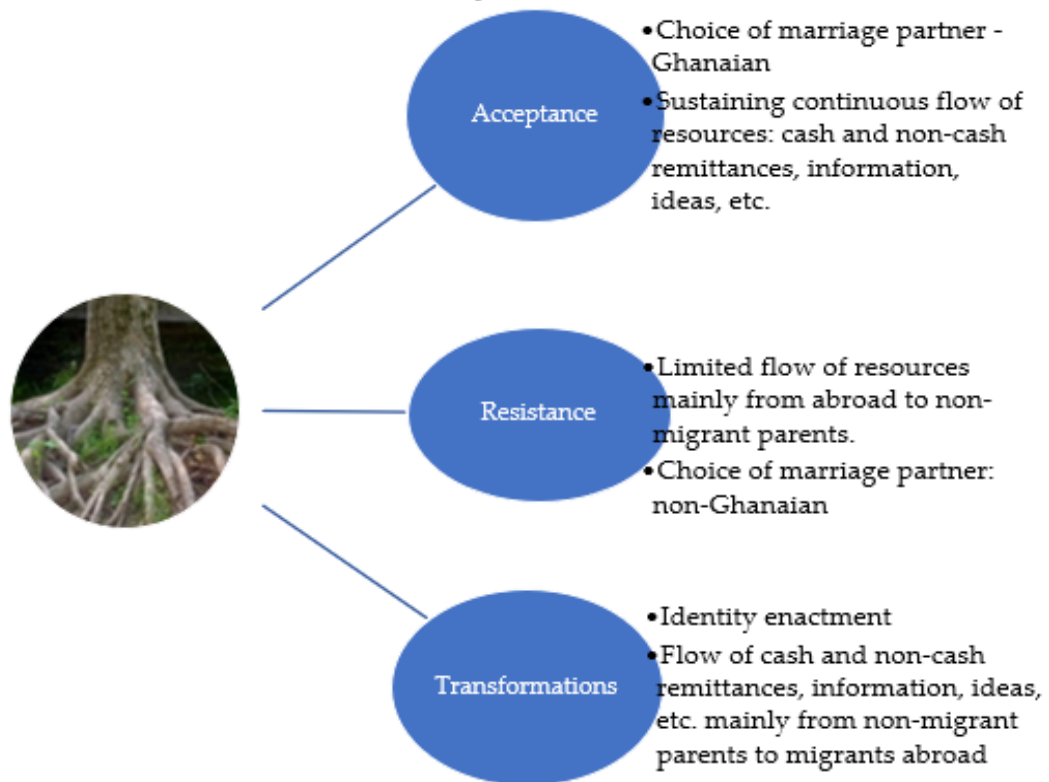 Acceptance
•Choice of marriage partner -
Ghanaian
•Sustaining continuous flow of
resources: cash and non-cash
remittances, information,
ideas, etc.
Resistance
•Limited flow of resources
mainly from abroad to non-
migrant parents.
•Choice of marriage partner:
non-Ghanaian
Transformations
•Identity enactment
•Flow of cash and non-cash
remittances, information, ideas,
etc. mainly from non-migrant
parents to migrants abroad